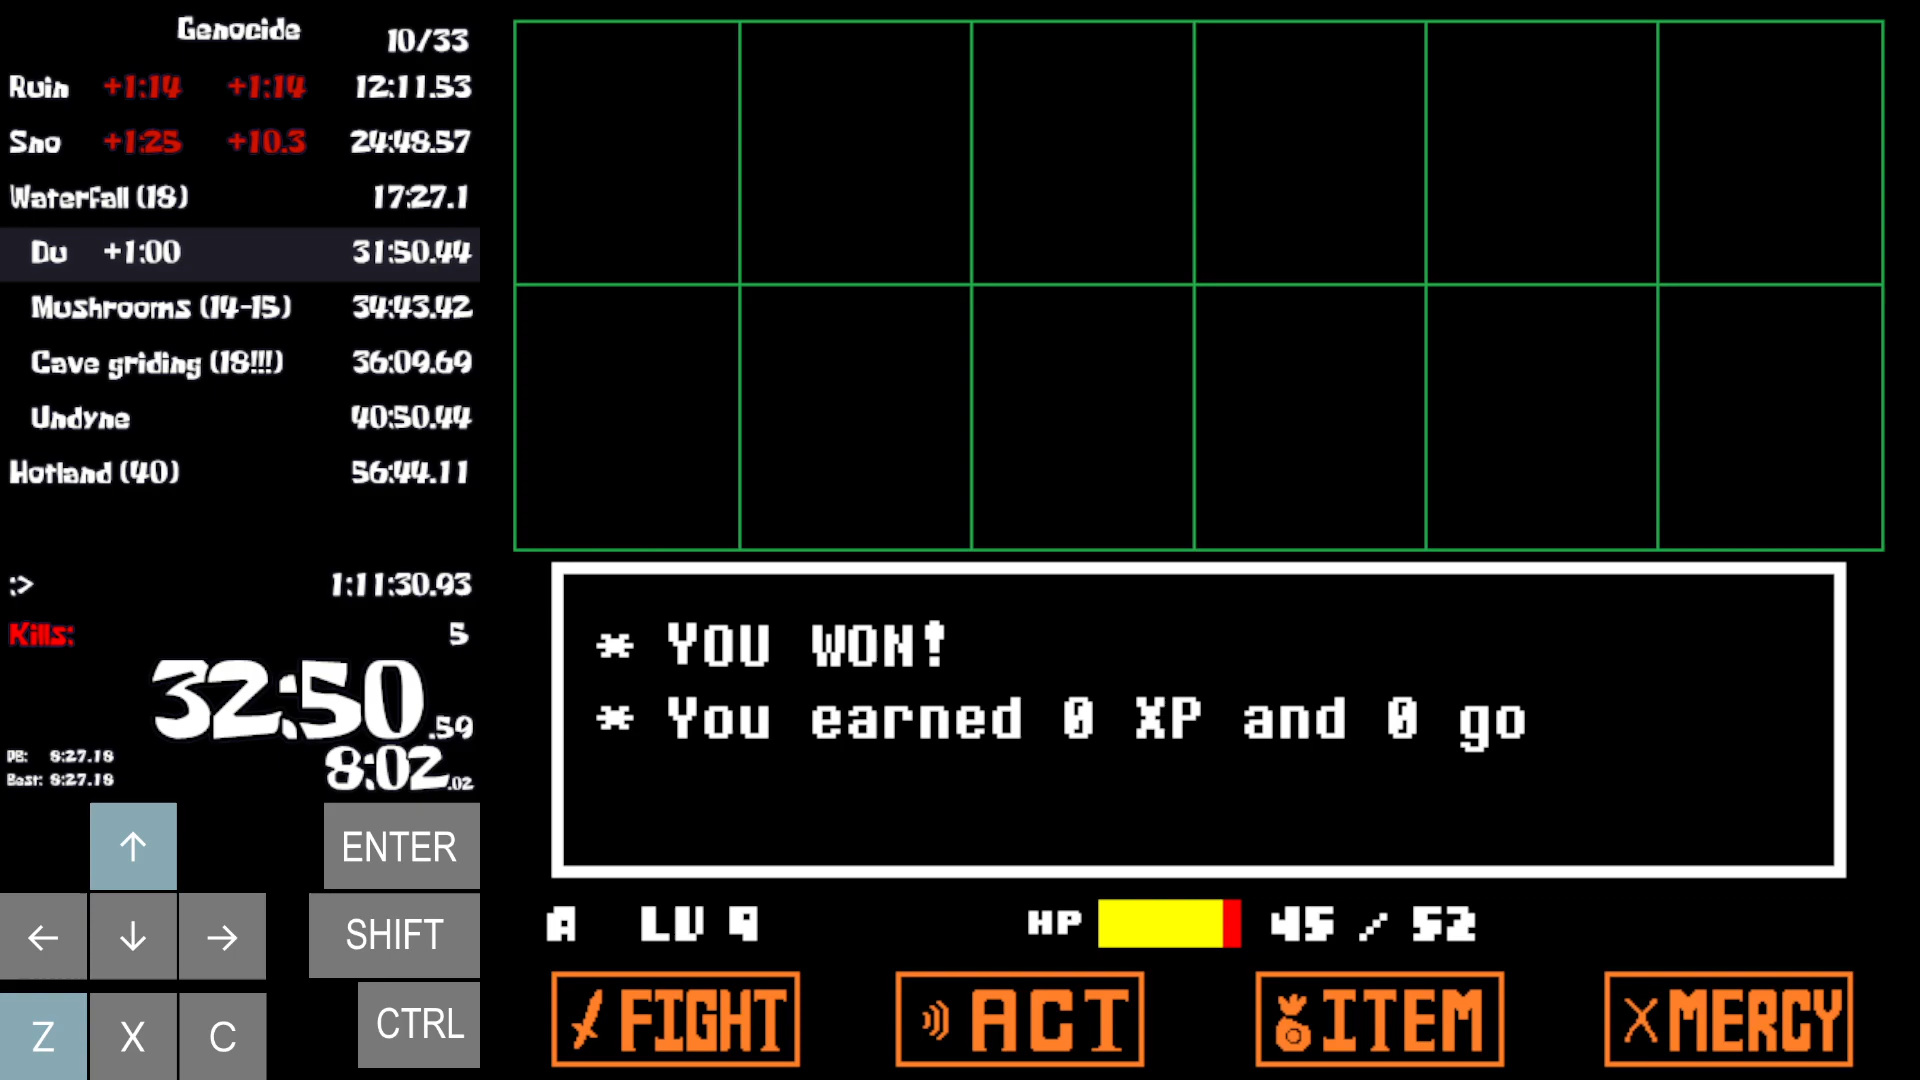 Genocide 10/33
Ruin +1:14 +1:14 12:11.53
Sno +1:25 +10.3 24:48.57
Waterfall (18) 17:27.1
Du +1:00 31:50.44
Mushrooms (14-15) 34:43.42
Cave griding (18!!!) 36:09.69
Undyne 40:50.44
Hotland (40) 56:44.11
:> 1:11:30.93
Kills: 5
32:50.59
PB: 8:27.18
8:02.02
Best: 8:27.18
↑ ENTER
← ↓ → SHIFT
Z X C CTRL
* YOU WON!
* You earned 0 XP and 0 go
A LV 9 HP 45 / 52
FIGHT ACT ITEM MERCY